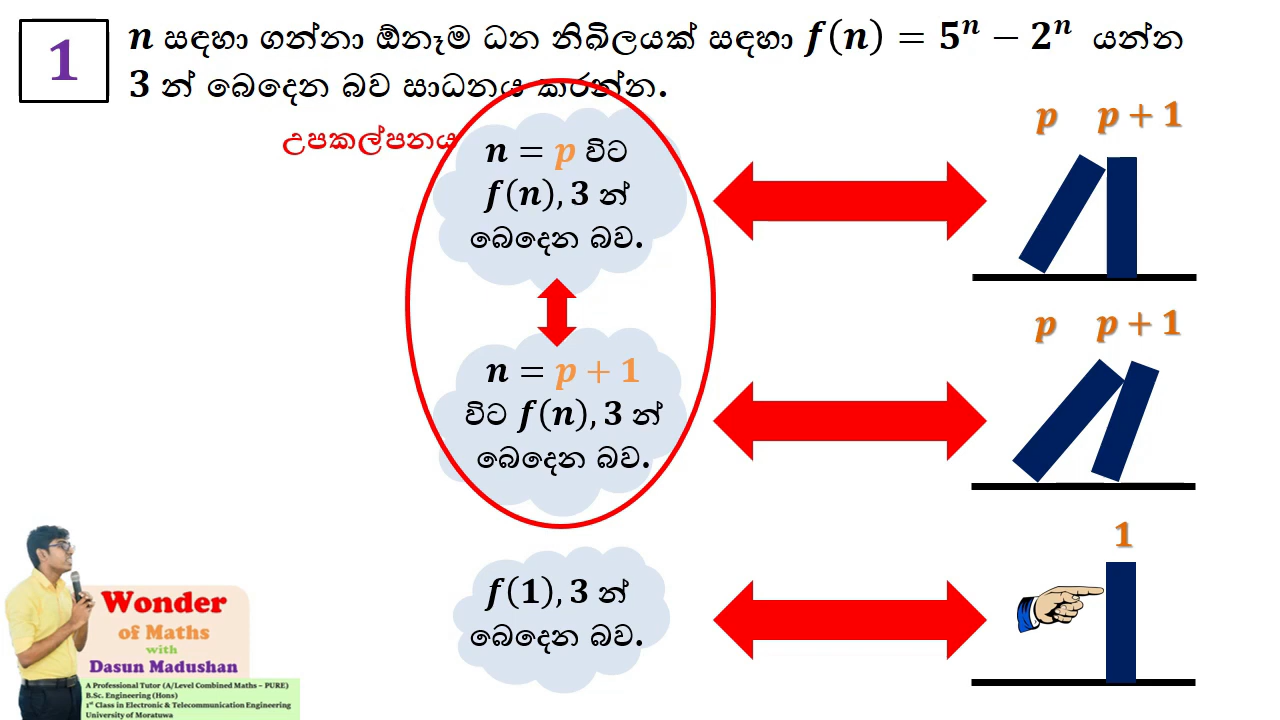 1
n සඳහා ගන්නා ඕනෑම ධන නිඛිලයක් සඳහා f(n) = 5ⁿ − 2ⁿ යන්න
3 න් බෙදෙන බව සාධනය කරන්න.
උපකල්පනය
n = p විට
f(n), 3 න්
බෙදෙන බව.
p p + 1
n = p + 1
විට f(n), 3 න්
බෙදෙන බව.
p p + 1
f(1), 3 න්
බෙදෙන බව.
1
Wonder
of Maths
with
Dasun Madushan
A Professional Tutor (A/Level Combined Maths – PURE)
B.Sc. Engineering (Hons)
1st Class in Electronic & Telecommunication Engineering
University of Moratuwa